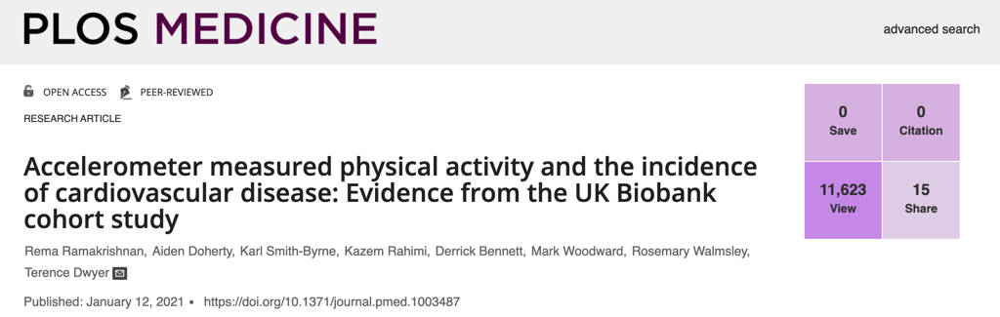 PLOS MEDICINE
advanced search
OPEN ACCESS PEER-REVIEWED
RESEARCH ARTICLE
Accelerometer measured physical activity and the incidence
of cardiovascular disease: Evidence from the UK Biobank
cohort study
Rema Ramakrishnan, Aiden Doherty, Karl Smith-Byrne, Kazem Rahimi, Derrick Bennett, Mark Woodward, Rosemary Walmsley,
Terence Dwyer
Published: January 12, 2021 • https://doi.org/10.1371/journal.pmed.1003487
0
Save
0
Citation
11,623
View
15
Share